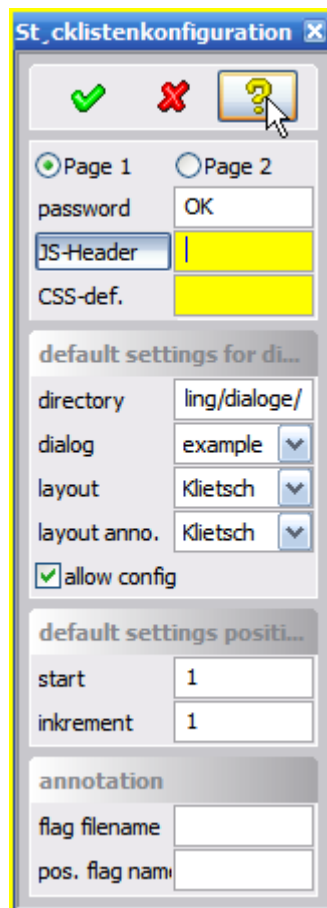 St_cklistenkonfiguration
?
Page 1 Page 2
password OK
JS-Header
CSS-def.
default settings for di...
directory ling/dialoge/
dialog example
layout Klietsch
layout anno. Klietsch
allow config
default settings positi...
start 1
inkrement 1
annotation
flag filename
pos. flag nam